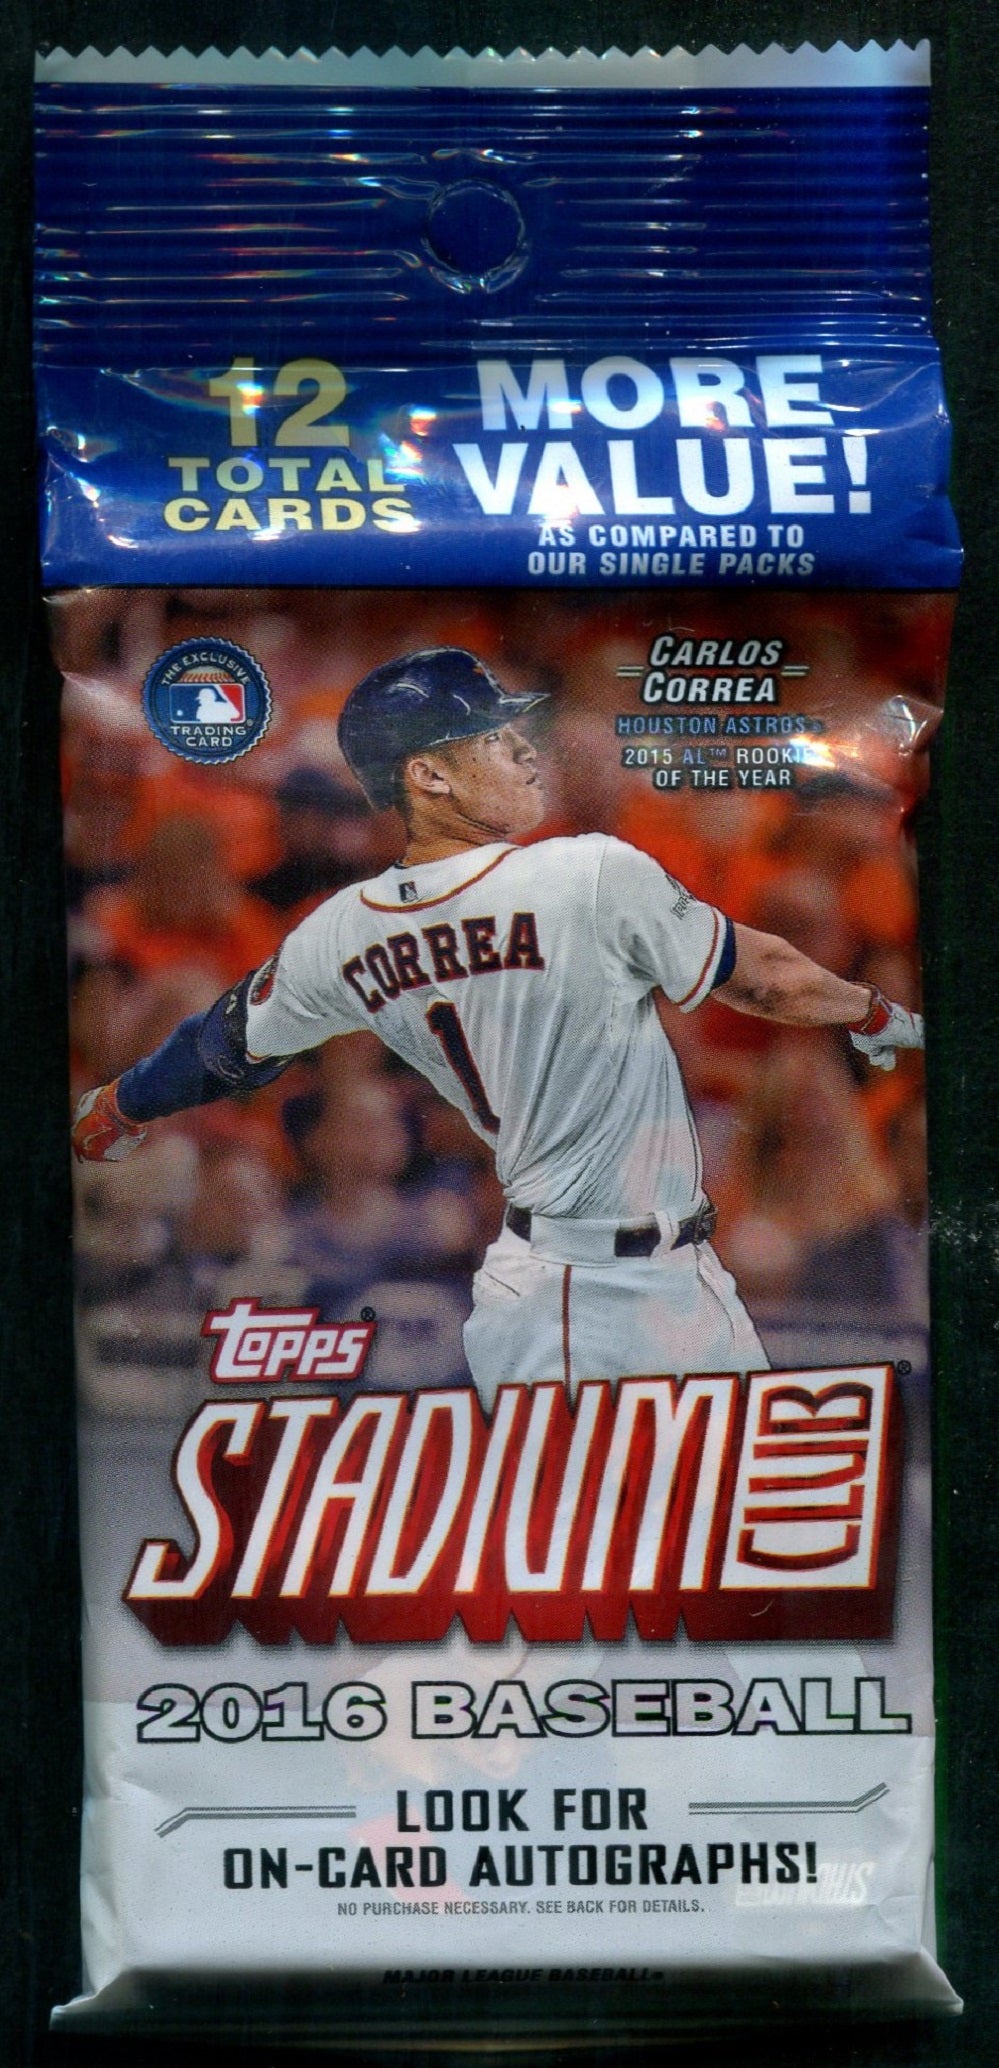 12
TOTAL
CARDS
MORE
VALUE!
AS COMPARED TO
OUR SINGLE PACKS
THE EXCLUSIVE
TRADING
CARD
CARLOS
CORREA
HOUSTON ASTROS
2015 AL™ ROOKIE
OF THE YEAR
CORREA
1
topps®
STADIUM CLUB®
2016 BASEBALL
LOOK FOR
ON-CARD AUTOGRAPHS!
NO PURCHASE NECESSARY. SEE BACK FOR DETAILS.
MAJOR LEAGUE BASEBALL®